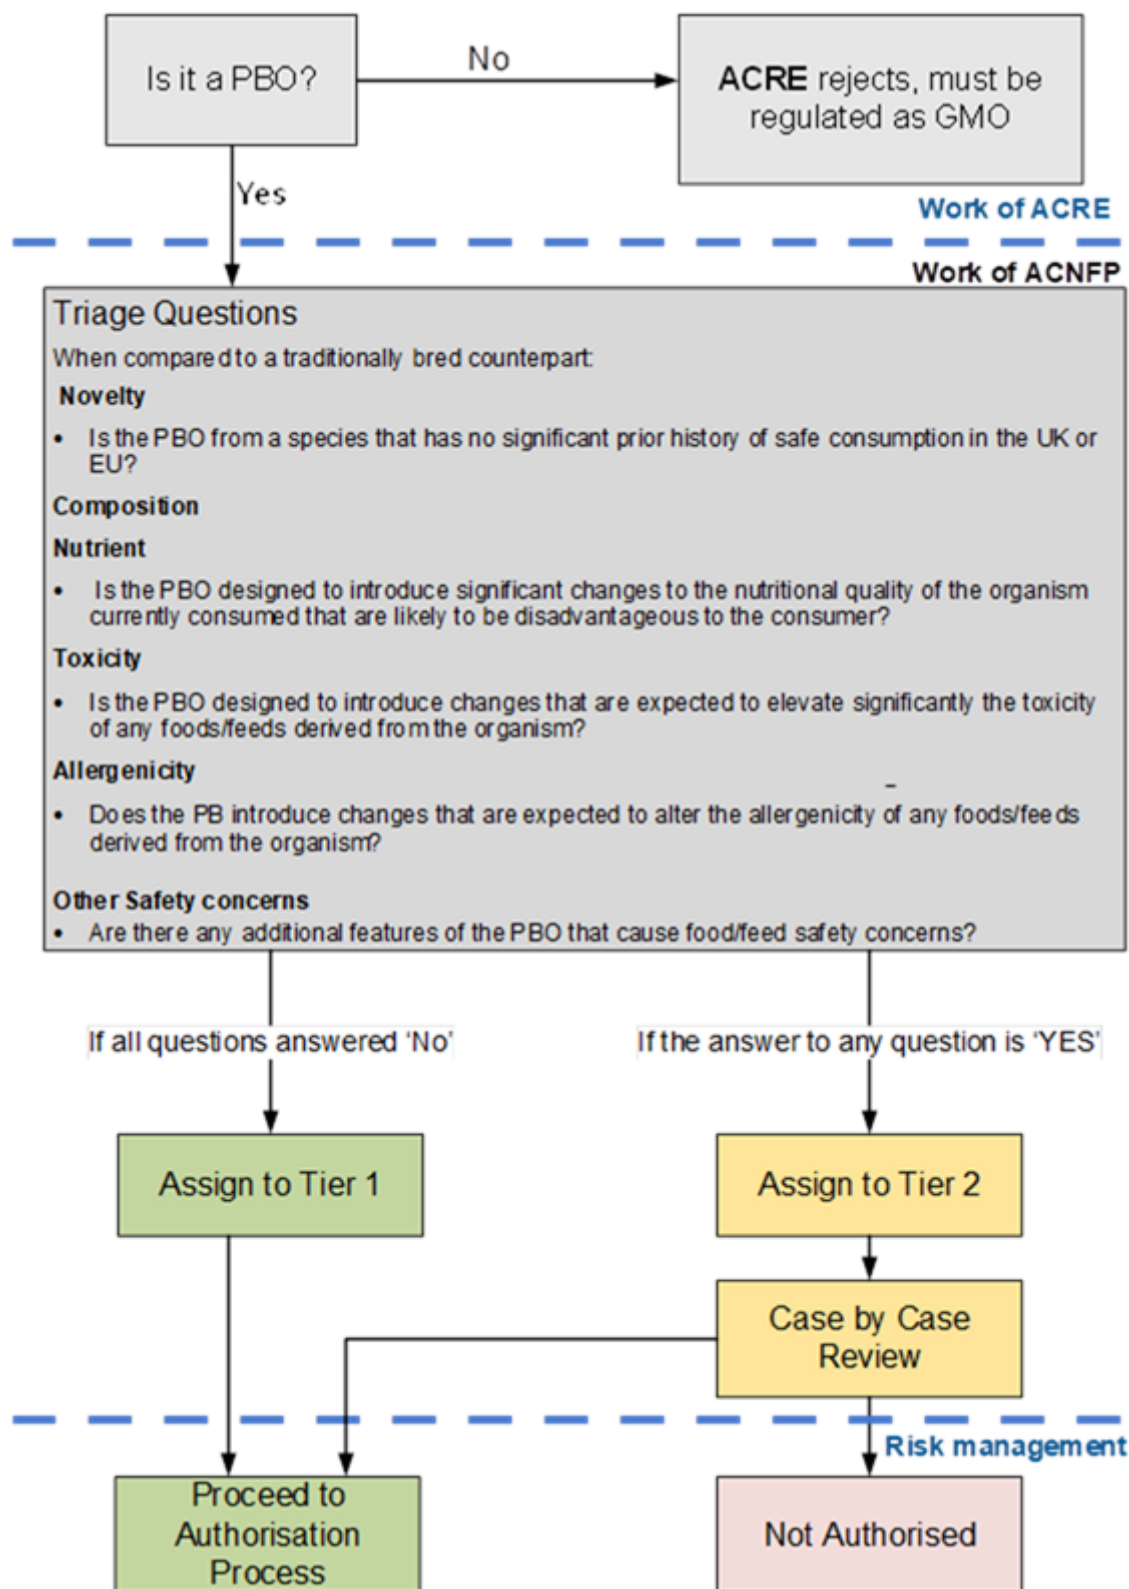 Is it a PBO?
No
ACRE rejects, must be
regulated as GMO
Yes
Work of ACRE
Work of ACNFP
Triage Questions
When compared to a traditionally bred counterpart:
Novelty
• Is the PBO from a species that has no significant prior history of safe consumption in the UK or
EU?
Composition
Nutrient
• Is the PBO designed to introduce significant changes to the nutritional quality of the organism
currently consumed that are likely to be disadvantageous to the consumer?
Toxicity
• Is the PBO designed to introduce changes that are expected to elevate significantly the toxicity
of any foods/feeds derived from the organism?
Allergenicity
• Does the PB introduce changes that are expected to alter the allergenicity of any foods/feeds
derived from the organism?
Other Safety concerns
• Are there any additional features of the PBO that cause food/feed safety concerns?
If all questions answered ‘No’
If the answer to any question is ‘YES’
Assign to Tier 1
Assign to Tier 2
Case by Case
Review
Risk management
Proceed to
Authorisation
Process
Not Authorised